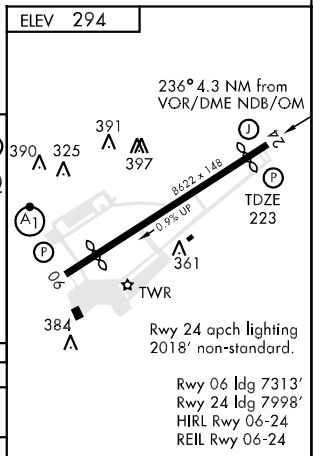 ELEV 294
236° 4.3 NM from
VOR/DME NDB/OM
391
390
325
397
J
24
8622 x 148
P
TDZE
223
A1
0.9% UP
P
361
06
TWR
384
Rwy 24 apch lighting
2018' non-standard.
Rwy 06 ldg 7313'
Rwy 24 ldg 7998'
HIRL Rwy 06-24
REIL Rwy 06-24